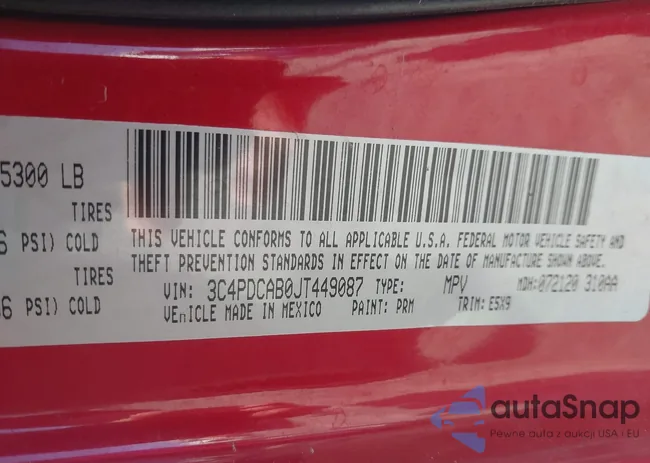 5300 LB
TIRES
6 PSI) COLD
TIRES
36 PSI) COLD
THIS VEHICLE CONFORMS TO ALL APPLICABLE U.S.A. FEDERAL MOTOR VEHICLE SAFETY AND
THEFT PREVENTION STANDARDS IN EFFECT ON THE DATE OF MANUFACTURE SHOWN ABOVE.
VIN: 3C4PDCAB0JT449087 TYPE: MPV MDH: 072120 310AA
VEHICLE MADE IN MEXICO PAINT: PRM TRIM: E5X9
autaSnap
Pewne auta z aukcji USA i EU